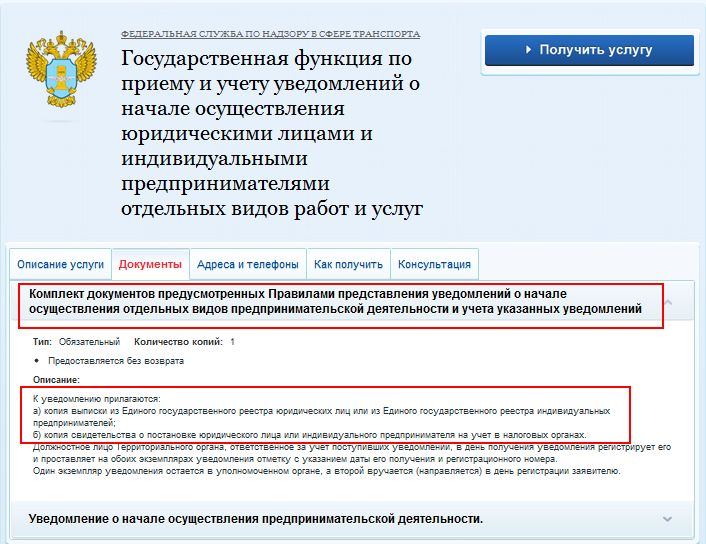 ФЕДЕРАЛЬНАЯ СЛУЖБА ПО НАДЗОРУ В СФЕРЕ ТРАНСПОРТА
Государственная функция по
приему и учету уведомлений о
начале осуществления
юридическими лицами и
индивидуальными
предпринимателями
отдельных видов работ и услуг
Получить услугу
Описание услуги Документы Адреса и телефоны Как получить Консультация
Комплект документов предусмотренных Правилами представления уведомлений о начале
осуществления отдельных видов предпринимательской деятельности и учета указанных уведомлений
Тип: Обязательный Количество копий: 1
Предоставляется без возврата
Описание:
К уведомлению прилагаются:
а) копия выписки из Единого государственного реестра юридических лиц или из Единого государственного реестра индивидуальных
предпринимателей;
б) копия свидетельства о постановке юридического лица или индивидуального предпринимателя на учет в налоговых органах.
Должностное лицо Территориального органа, ответственное за учет поступивших уведомлений, в день получения уведомления регистрирует его
и проставляет на обоих экземплярах уведомления отметку с указанием даты его получения и регистрационного номера.
Один экземпляр уведомления остается в уполномоченном органе, а второй вручается (направляется) в день регистрации заявителю.
Уведомление о начале осуществления предпринимательской деятельности.